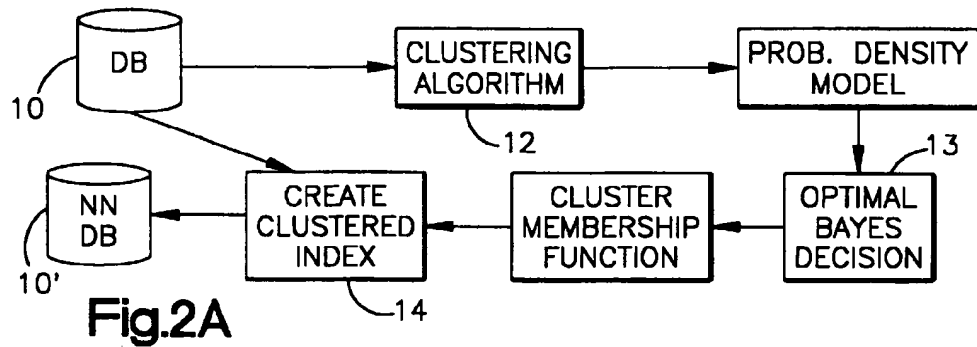 DB
10
CLUSTERING
ALGORITHM
12
PROB. DENSITY
MODEL
13
OPTIMAL
BAYES
DECISION
CLUSTER
MEMBERSHIP
FUNCTION
CREATE
CLUSTERED
INDEX
14
NN
DB
10'
Fig.2A